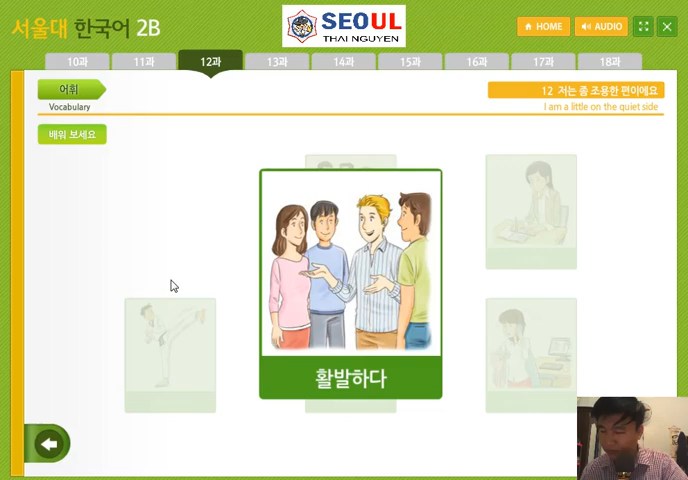 서울대 한국어 2B
SEOUL
THAI NGUYEN
HOME
AUDIO
10과
11과
12과
13과
14과
15과
16과
17과
18과
어휘
Vocabulary
12 저는 좀 조용한 편이에요
I am a little on the quiet side
배워 보세요
활발하다